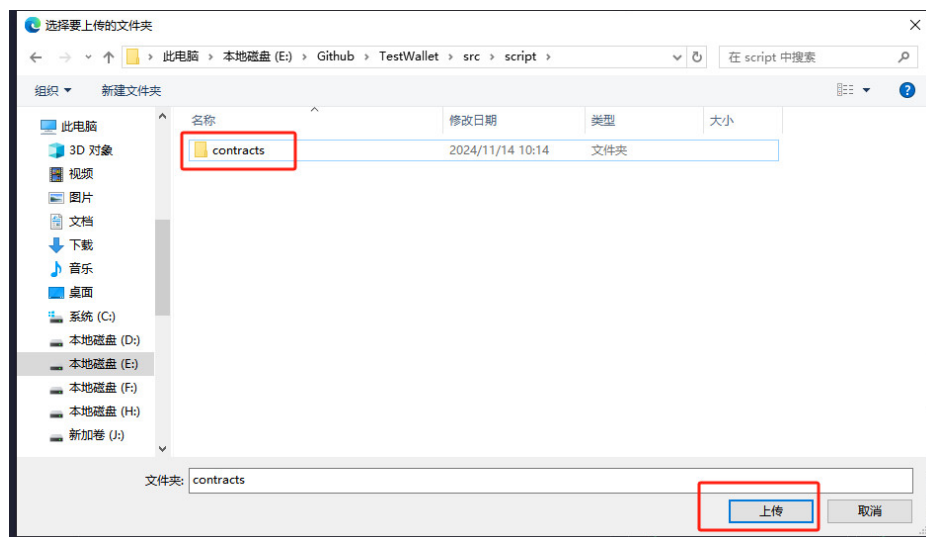 选择要上传的文件夹
此电脑 > 本地磁盘 (E:) > Github > TestWallet > src > script >
在 script 中搜索
组织
新建文件夹
名称 修改日期 类型 大小
contracts 2024/11/14 10:14 文件夹
此电脑
3D 对象
视频
图片
文档
下载
音乐
桌面
系统 (C:)
本地磁盘 (D:)
本地磁盘 (E:)
本地磁盘 (F:)
本地磁盘 (H:)
新加卷 (J:)
文件夹: contracts
上传 取消